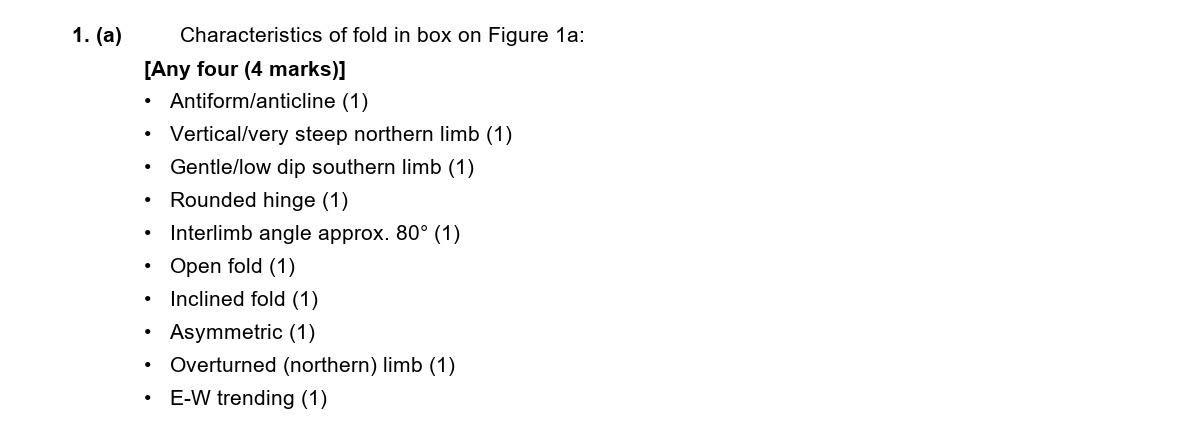 1. (a) Characteristics of fold in box on Figure 1a:
[Any four (4 marks)]
• Antiform/anticline (1)
• Vertical/very steep northern limb (1)
• Gentle/low dip southern limb (1)
• Rounded hinge (1)
• Interlimb angle approx. 80° (1)
• Open fold (1)
• Inclined fold (1)
• Asymmetric (1)
• Overturned (northern) limb (1)
• E-W trending (1)